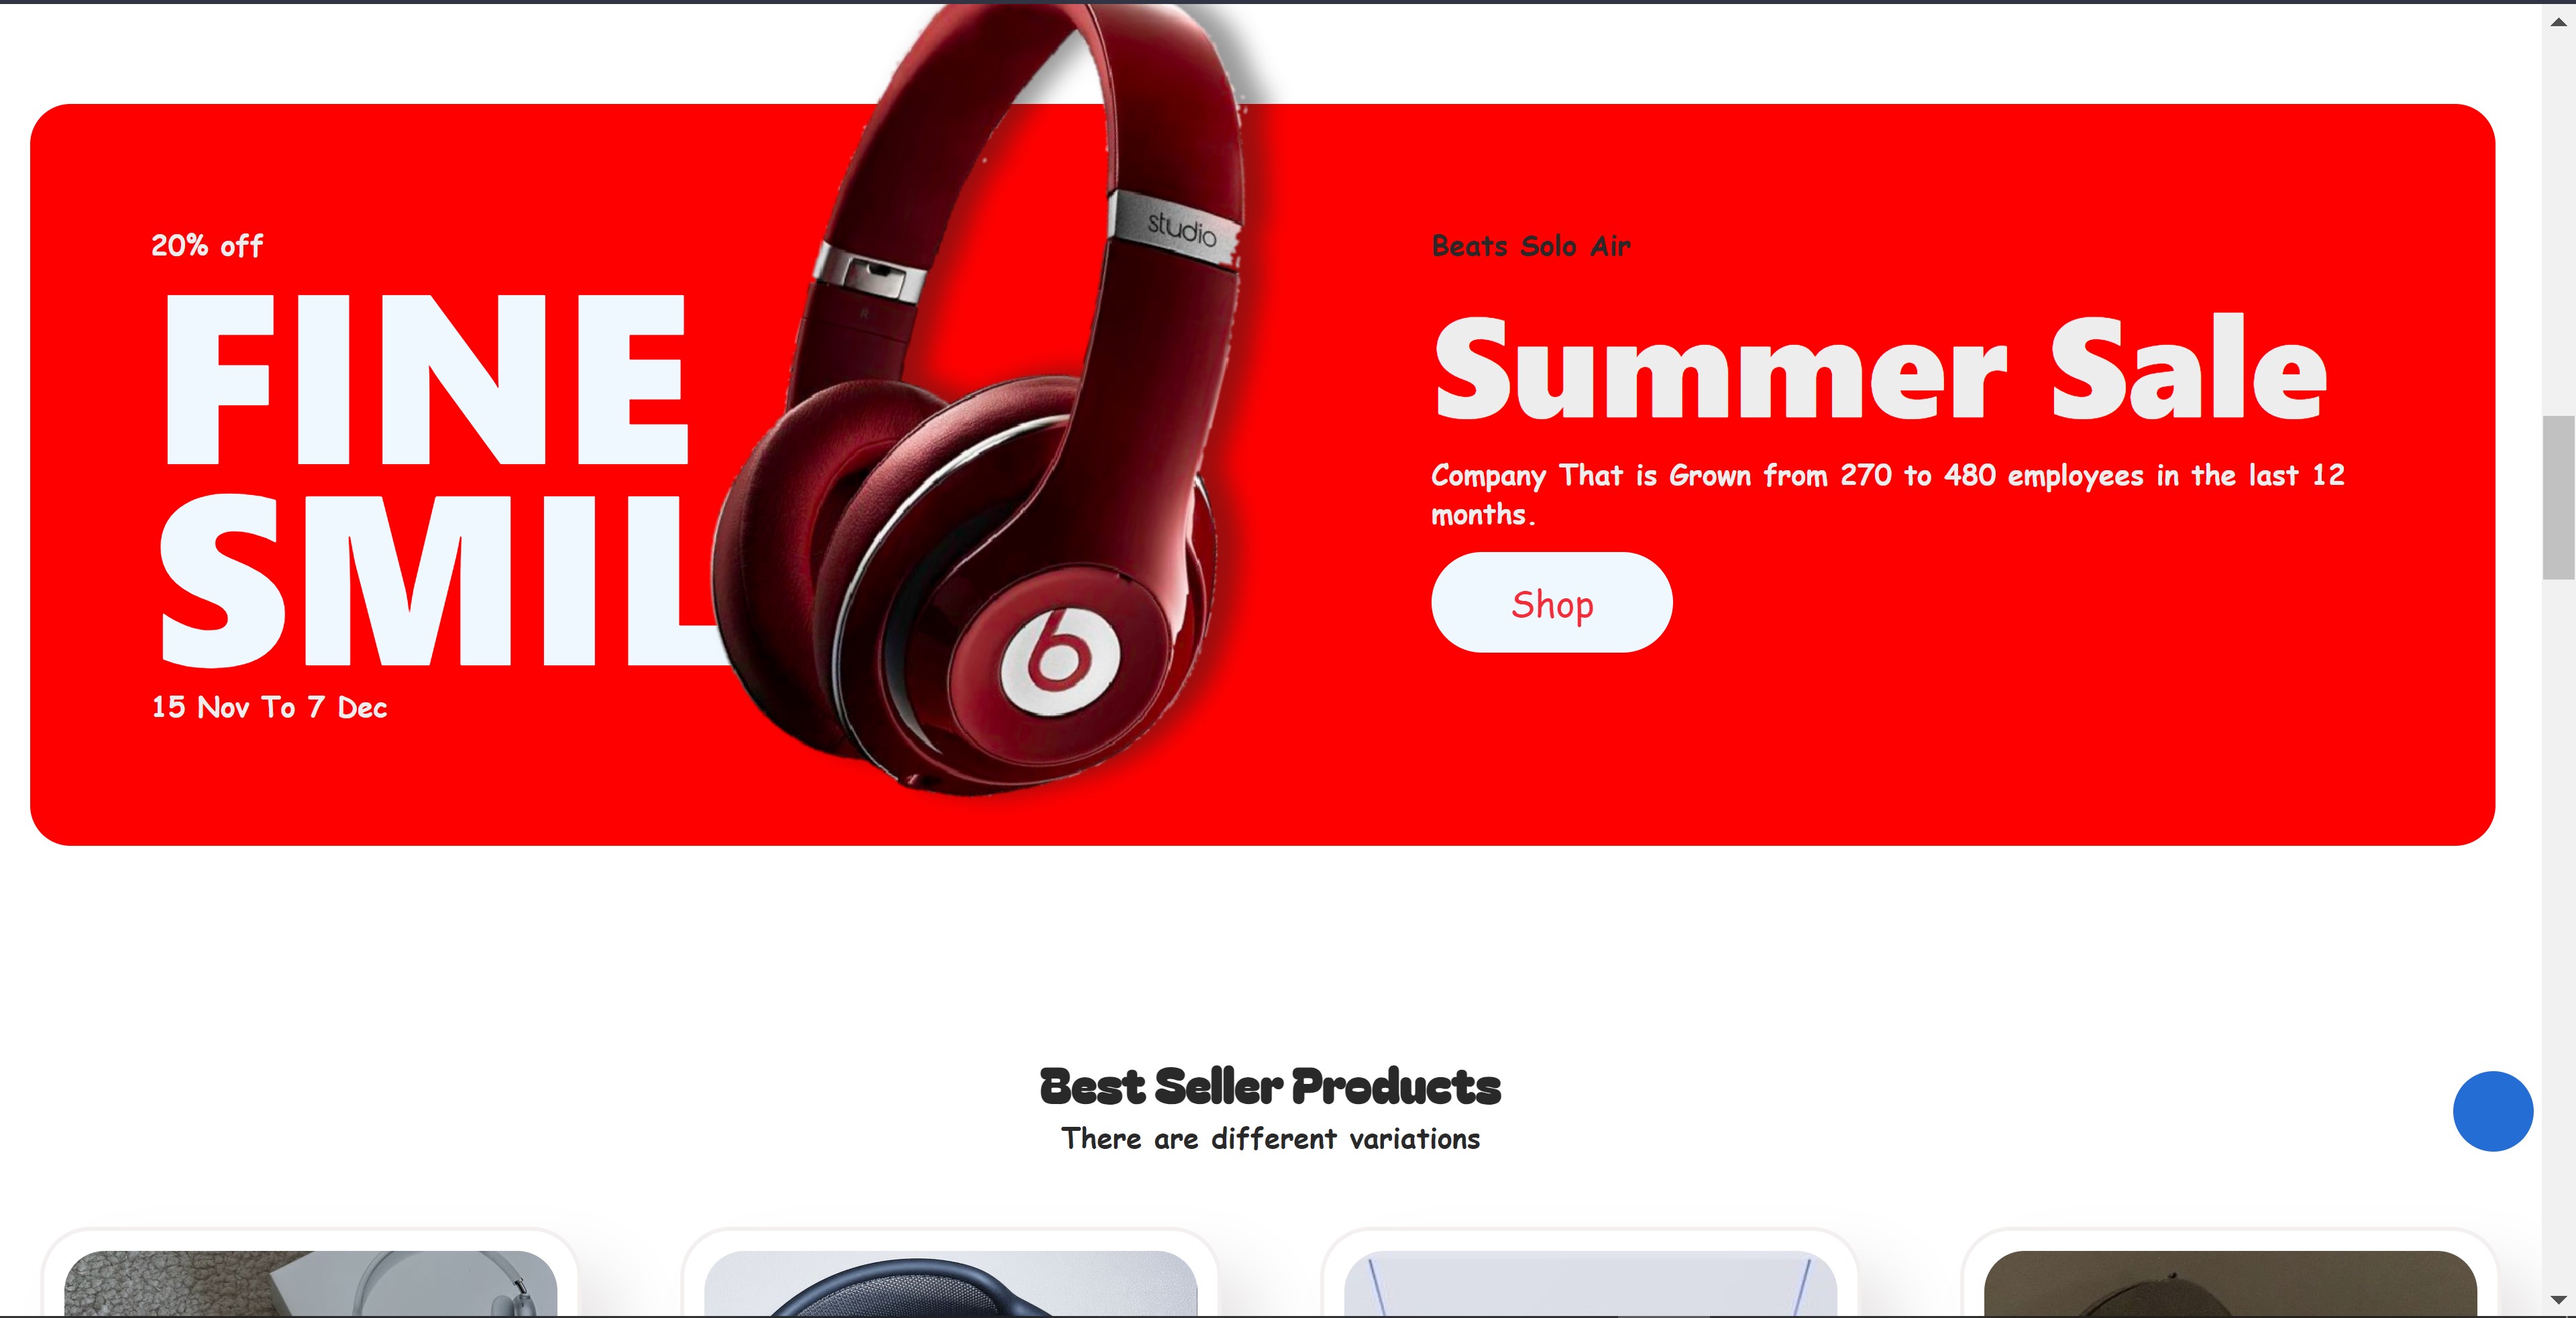 20% off
FINE
SMIL
15 Nov To 7 Dec
studio
R
b
Beats Solo Air
Summer Sale
Company That is Grown from 270 to 480 employees in the last 12
months.
Shop
Best Seller Products
There are different variations